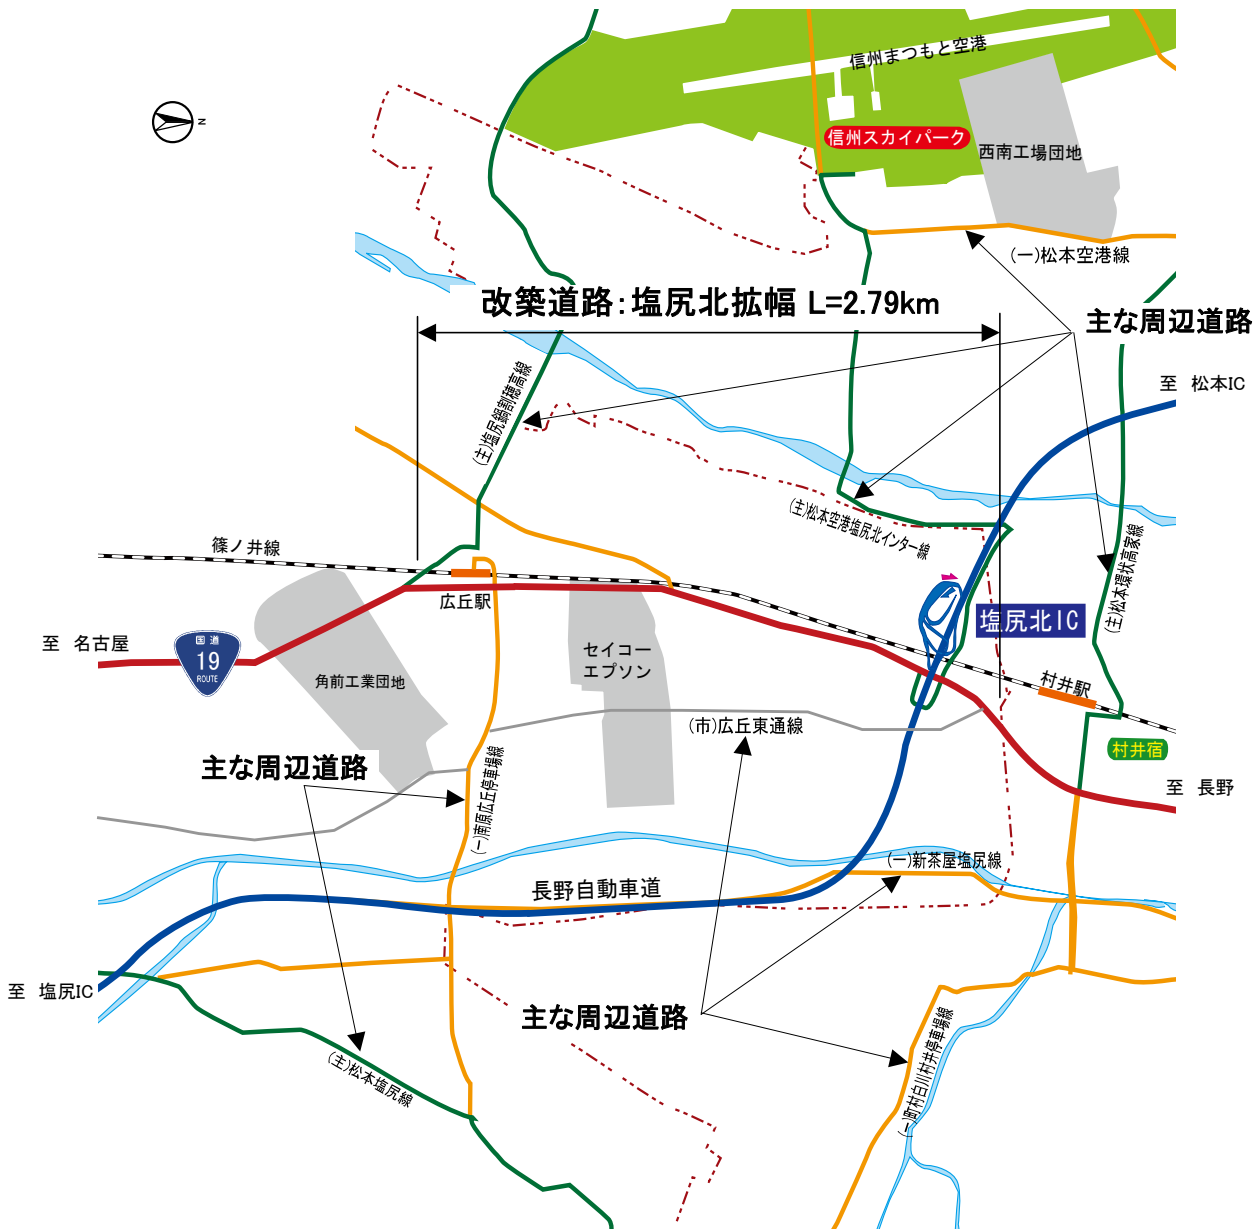 信州まつもと空港
N
信州スカイパーク
西南工場団地
(一)松本空港線
改築道路：塩尻北拡幅 L=2.79km
主な周辺道路
至 松本IC
(主)塩尻鍋割穂高線
(主)松本空港塩尻北インター線
(主)松本環状高家線
篠ノ井線
広丘駅
塩尻北IC
至 名古屋
国道
19
ROUTE
セイコー
エプソン
角前工業団地
村井駅
(市)広丘東通線
村井宿
主な周辺道路
至 長野
(一)南原広丘停車場線
(一)新茶屋塩尻線
長野自動車道
至 塩尻IC
主な周辺道路
(主)松本塩尻線
(一)町村白川村井停車場線